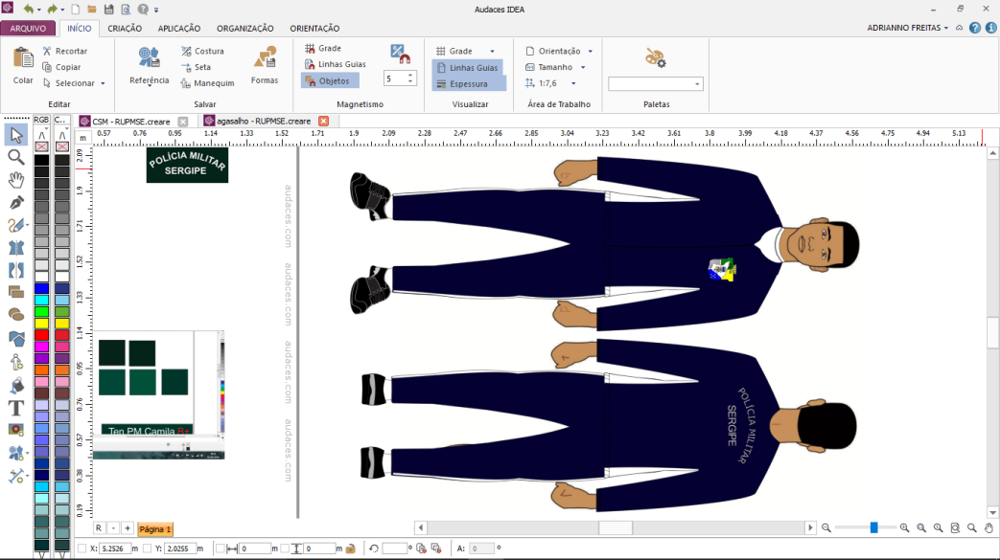 Audaces IDEA
ARQUIVO INÍCIO CRIAÇÃO APLICAÇÃO ORGANIZAÇÃO ORIENTAÇÃO ADRIANNO FREITAS
Colar
Recortar
Copiar
Selecionar
Editar
Referência
Costura
Seta
Manequim
Formas
Salvar
Grade
Linhas Guias
Objetos
5
Magnetismo
Grade
Linhas Guias
Espessura
Visualizar
Orientação
Tamanho
1:7,6
Área de Trabalho
Paletas
RGB C...
CSM - RUPMSE.creare agasalho - RUPMSE.creare
m 0.57 0.76 0.95 1.14 1.33 1.52 1.71 1.9 2.09 2.28 2.47 2.66 2.85 3.04 3.23 3.42 3.61 3.8 3.99 4.18 4.37 4.56 4.75 4.94 5.13
2.09
1.9
1.71
1.52
1.33
1.14
0.95
0.76
0.57
0.38
0.19
POLÍCIA MILITAR
SERGIPE
audaces.com
audaces.com
audaces.com
audaces.com
Ten PM Camila B+
POLÍCIA MILITAR
SERGIPE
R - + Página 1
X: 5,2526 m Y: 2,0255 m 0 m 0 m º A: 0 º